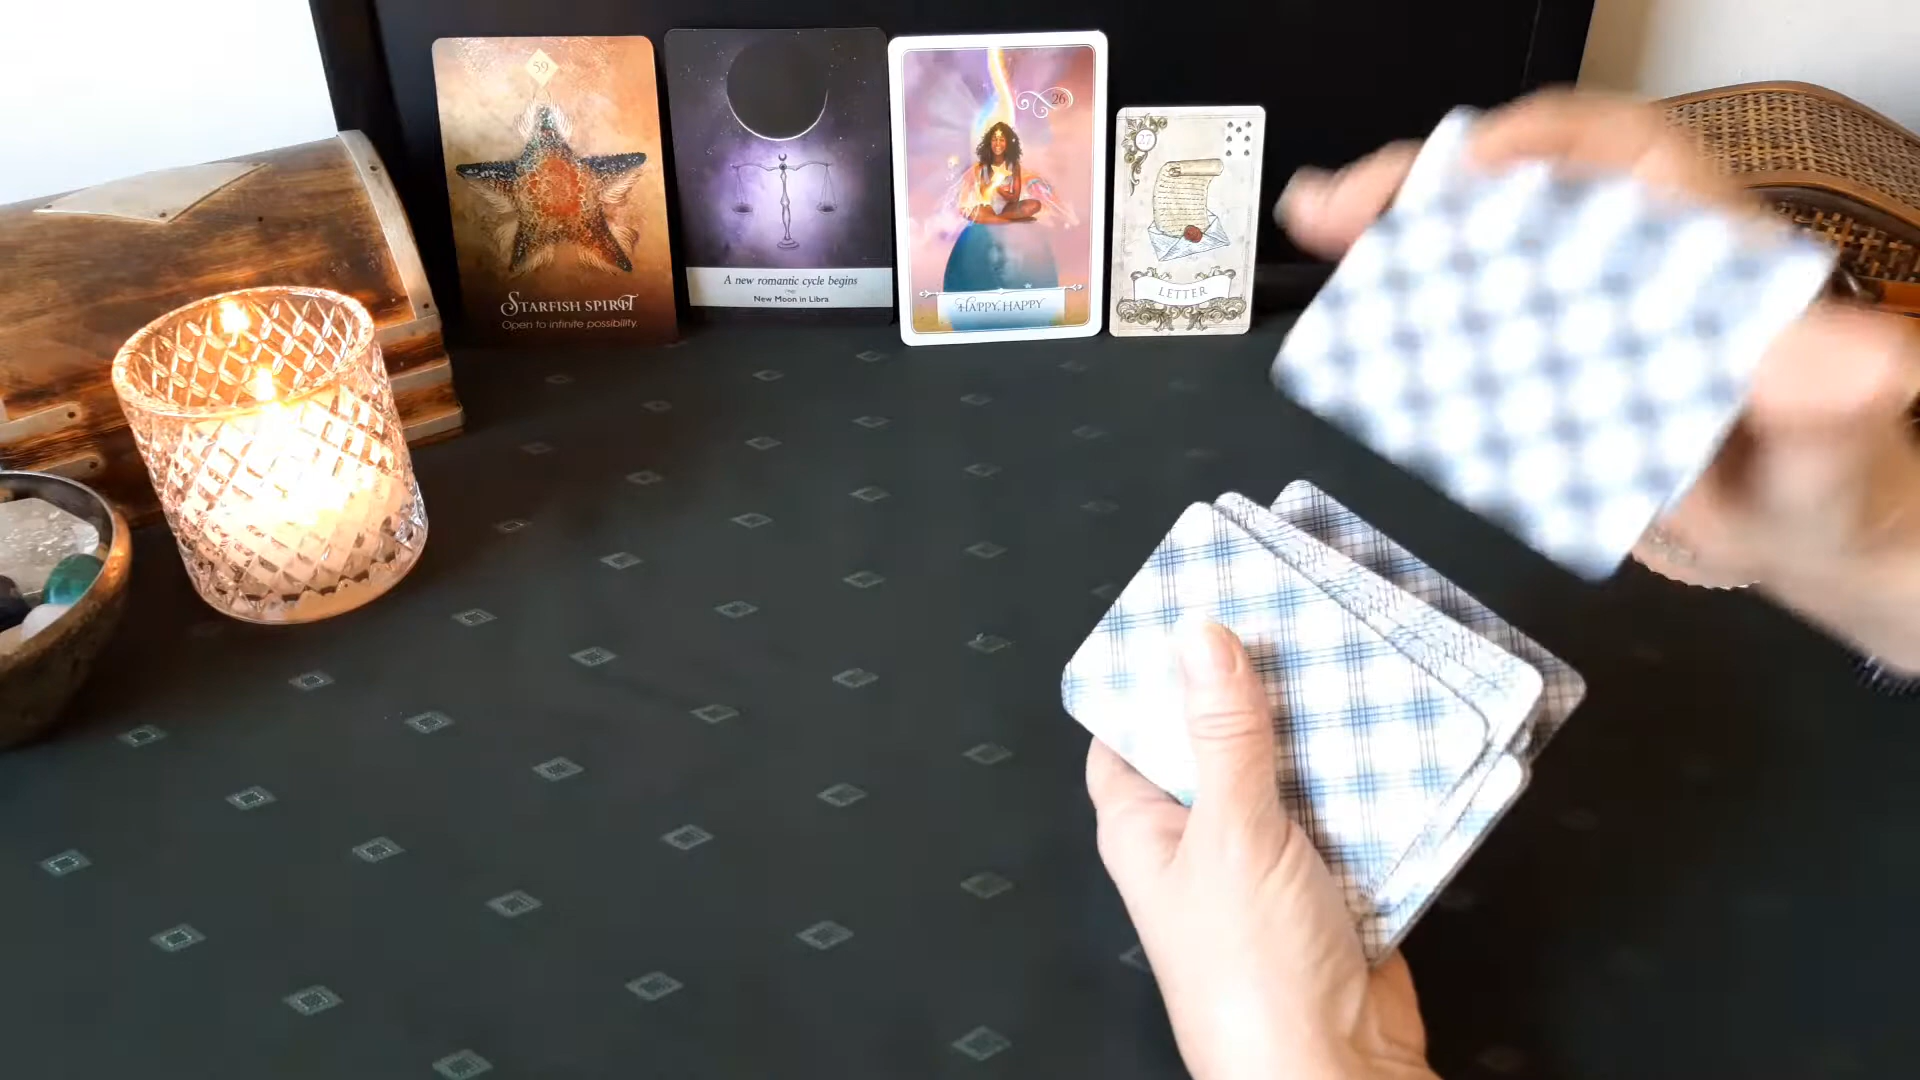 59
STARFISH SPIRIT
Open to infinite possibility.
A new romantic cycle begins
New Moon in Libra
26
HAPPY, HAPPY
27
LETTER